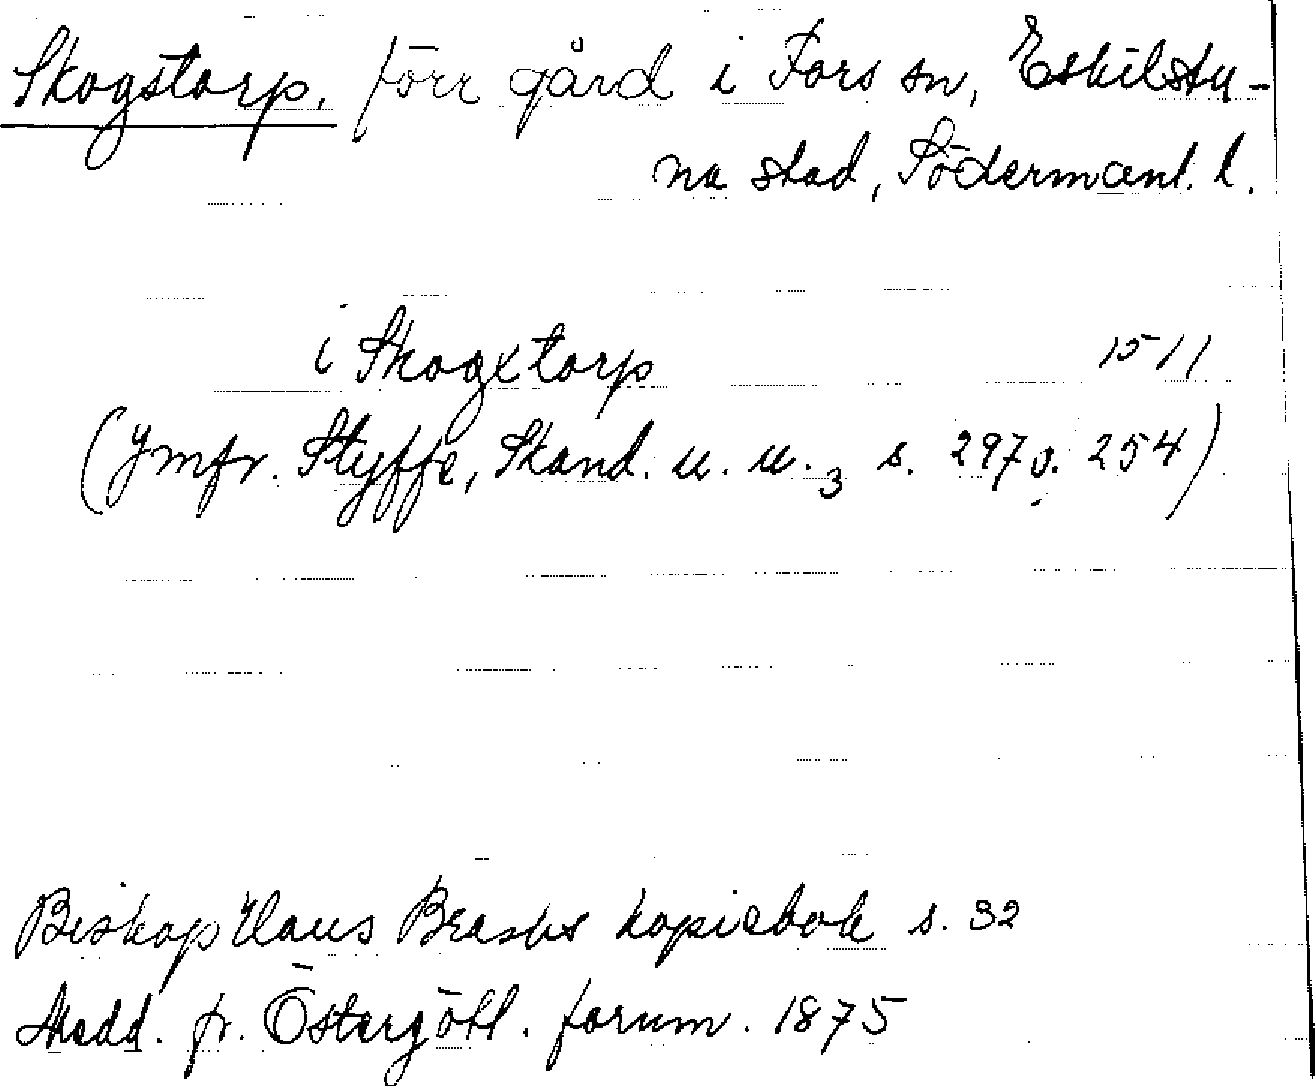 Skogstorp. förr gård i Fors sn, Eskilstu-
na stad, Södermanl. l.
i Skogxtorp 1511
(Jmfr. Styffe, Skand. u. u.3 s. 297 o. 254)
Biskop Hans Brasks kopiebok s. 32
Medd. fr. Östergötl. fornm. 1875